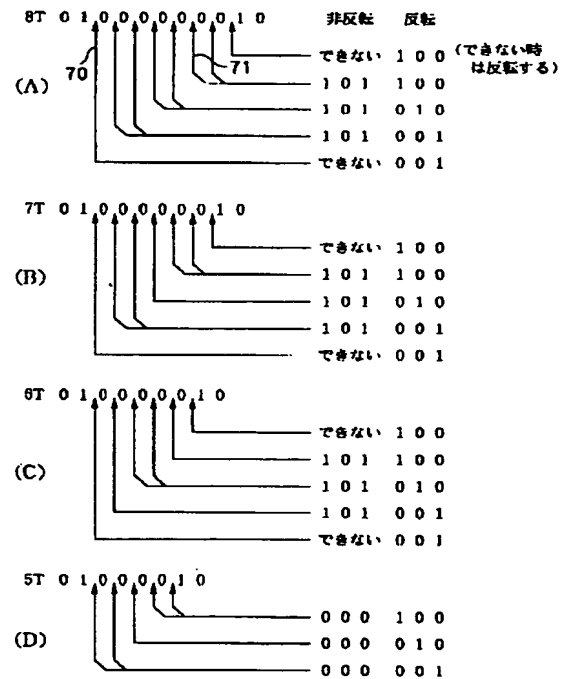 8T 0 1 0 0 0 0 0 0 0 1 0 非反転 反転
70 71 できない 1 0 0 (できない時
は反転する)
(A) 1 0 1 1 0 0
1 0 1 0 1 0
1 0 1 0 0 1
できない 0 0 1
7T 0 1 0 0 0 0 0 0 1 0
できない 1 0 0
(B) 1 0 1 1 0 0
1 0 1 0 1 0
1 0 1 0 0 1
できない 0 0 1
6T 0 1 0 0 0 0 0 1 0
できない 1 0 0
1 0 1 1 0 0
(C) 1 0 1 0 1 0
1 0 1 0 0 1
できない 0 0 1
5T 0 1 0 0 0 0 1 0
0 0 0 1 0 0
(D) 0 0 0 0 1 0
0 0 0 0 0 1